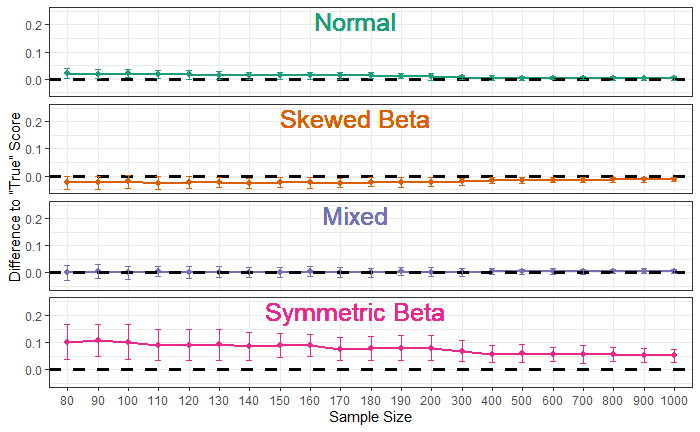 Normal
0.2
0.1
0.0
Skewed Beta
0.2
0.1
0.0
Difference to "True" Score
Mixed
0.2
0.1
0.0
Symmetric Beta
0.2
0.1
0.0
80 90 100 110 120 130 140 150 160 170 180 190 200 300 400 500 600 700 800 900 1000
Sample Size